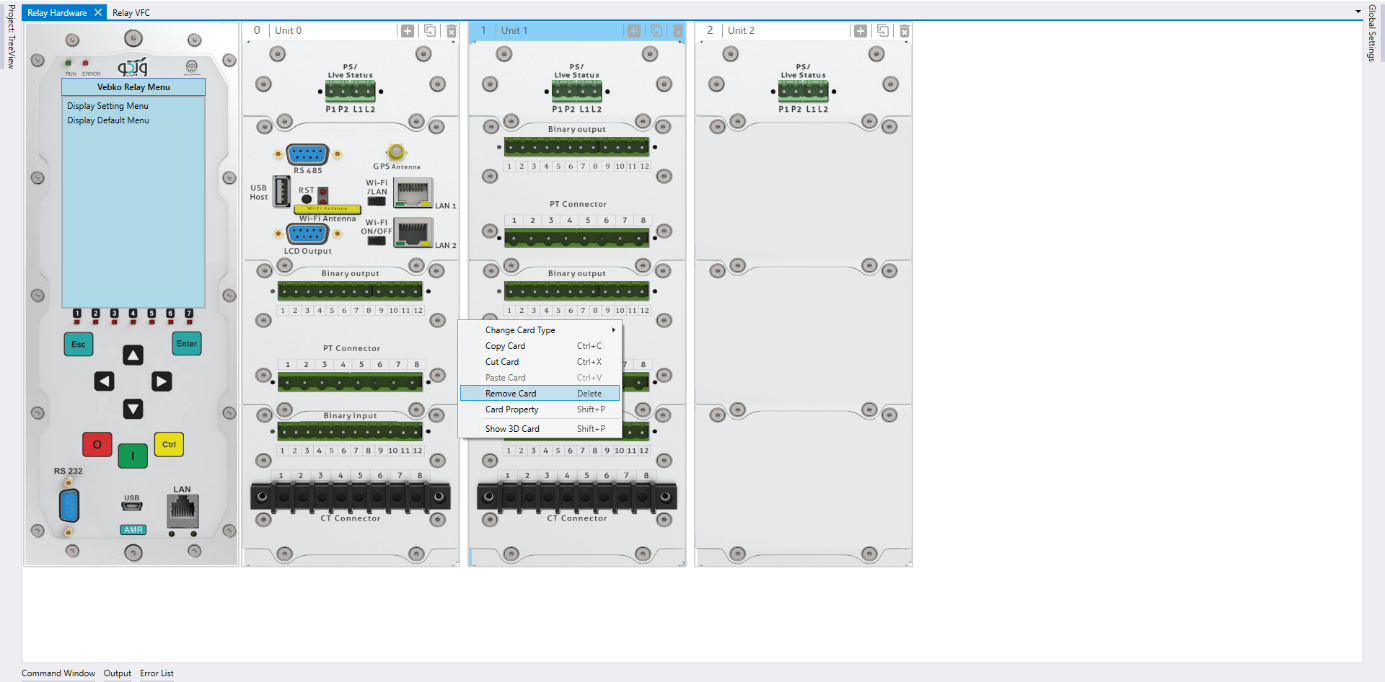 Relay Hardware
Relay VFC
Project: TreeView
Global Settings
RUN ERROR
Vebko Relay Menu
Display Setting Menu
Display Default Menu
1 2 3 4 5 6 7
Esc
Enter
O
I
Ctrl
RS 232
USB
LAN
AMR
0 Unit 0
PS/
Live Status
P1 P2 L1 L2
RS 485
GPS Antenna
USB
Host
RST
Wi-Fi
/LAN
LAN 1
Wi-Fi Antenna
Wi-Fi Antenna
Wi-Fi
ON/OFF
LAN 2
LCD Output
Binary output
1 2 3 4 5 6 7 8 9 10 11 12
PT Connector
1 2 3 4 5 6 7 8
Binary input
1 2 3 4 5 6 7 8 9 10 11 12
1 2 3 4 5 6 7 8
CT Connector
1 Unit 1
PS/
Live Status
P1 P2 L1 L2
Binary output
1 2 3 4 5 6 7 8 9 10 11 12
PT Connector
1 2 3 4 5 6 7 8
Binary output
1 2 3 4 5 6 7 8 9 10 11 12
7 8
Change Card Type
Copy Card Ctrl+C
Cut Card Ctrl+X
Paste Card Ctrl+V
Remove Card Delete
Card Property Shift+P
Show 3D Card Shift+P
1 2 3 4 5 6 7 8 9 10 11 12
1 2 3 4 5 6 7 8
CT Connector
2 Unit 2
PS/
Live Status
P1 P2 L1 L2
Command Window
Output
Error List